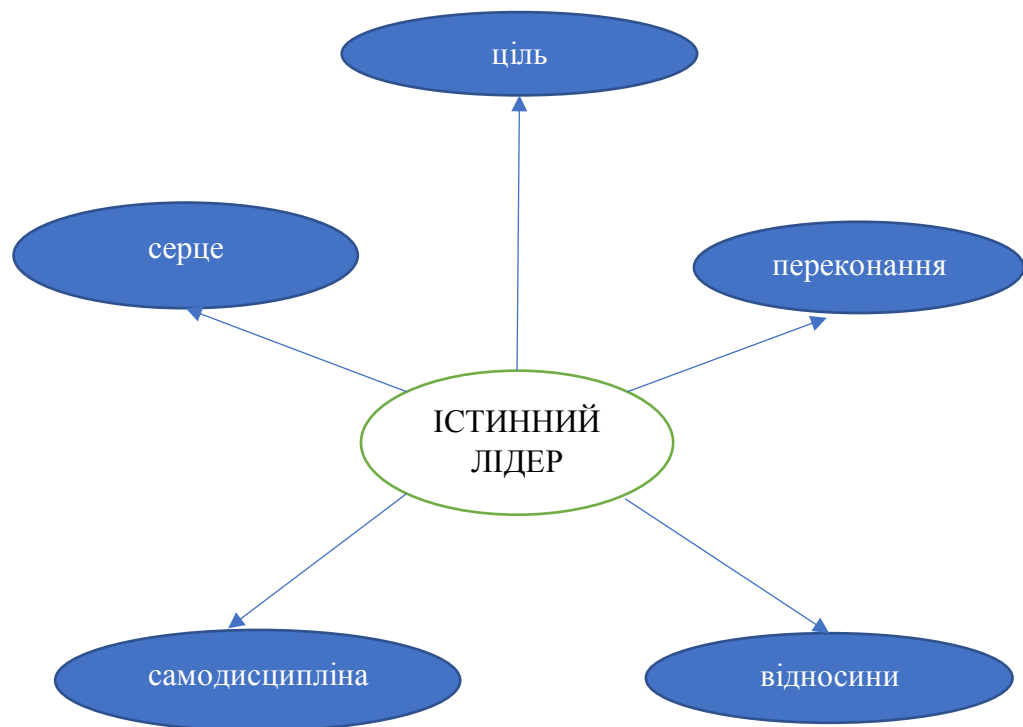 ціль
серце
переконання
ІСТИННИЙ
ЛІДЕР
самодисципліна
відносини